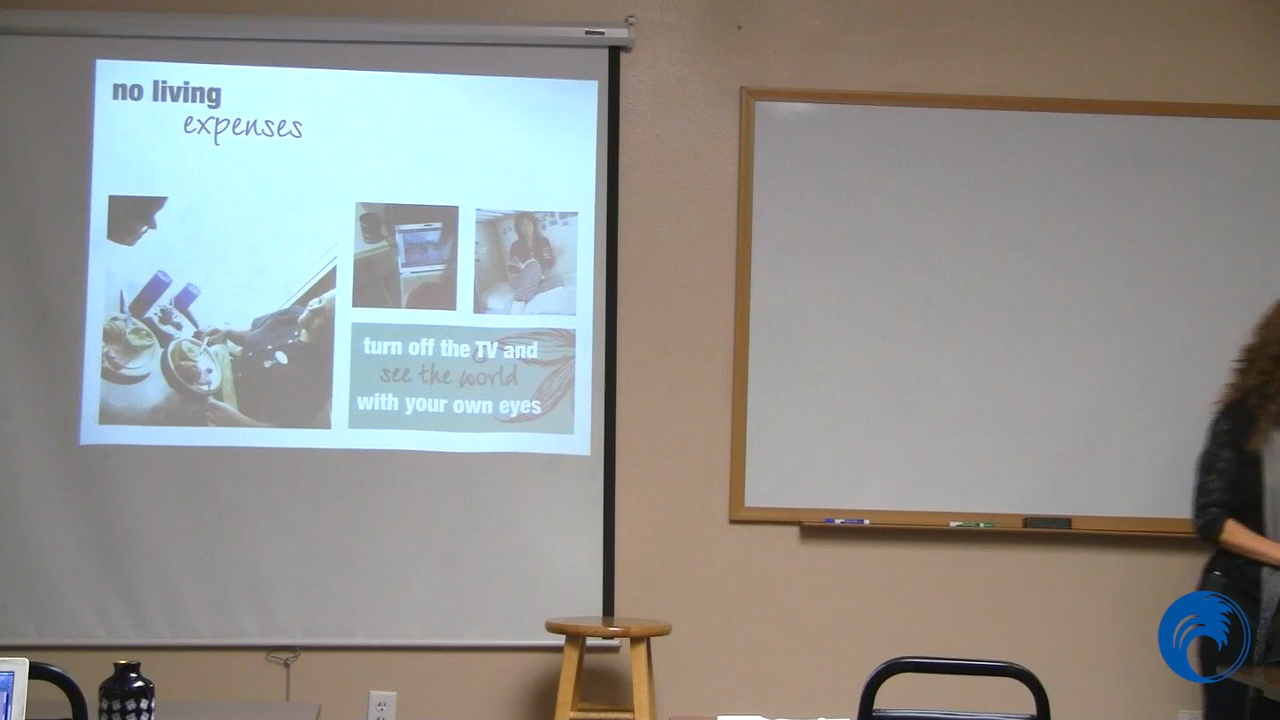 no living
expenses
turn off the TV and
see the world
with your own eyes